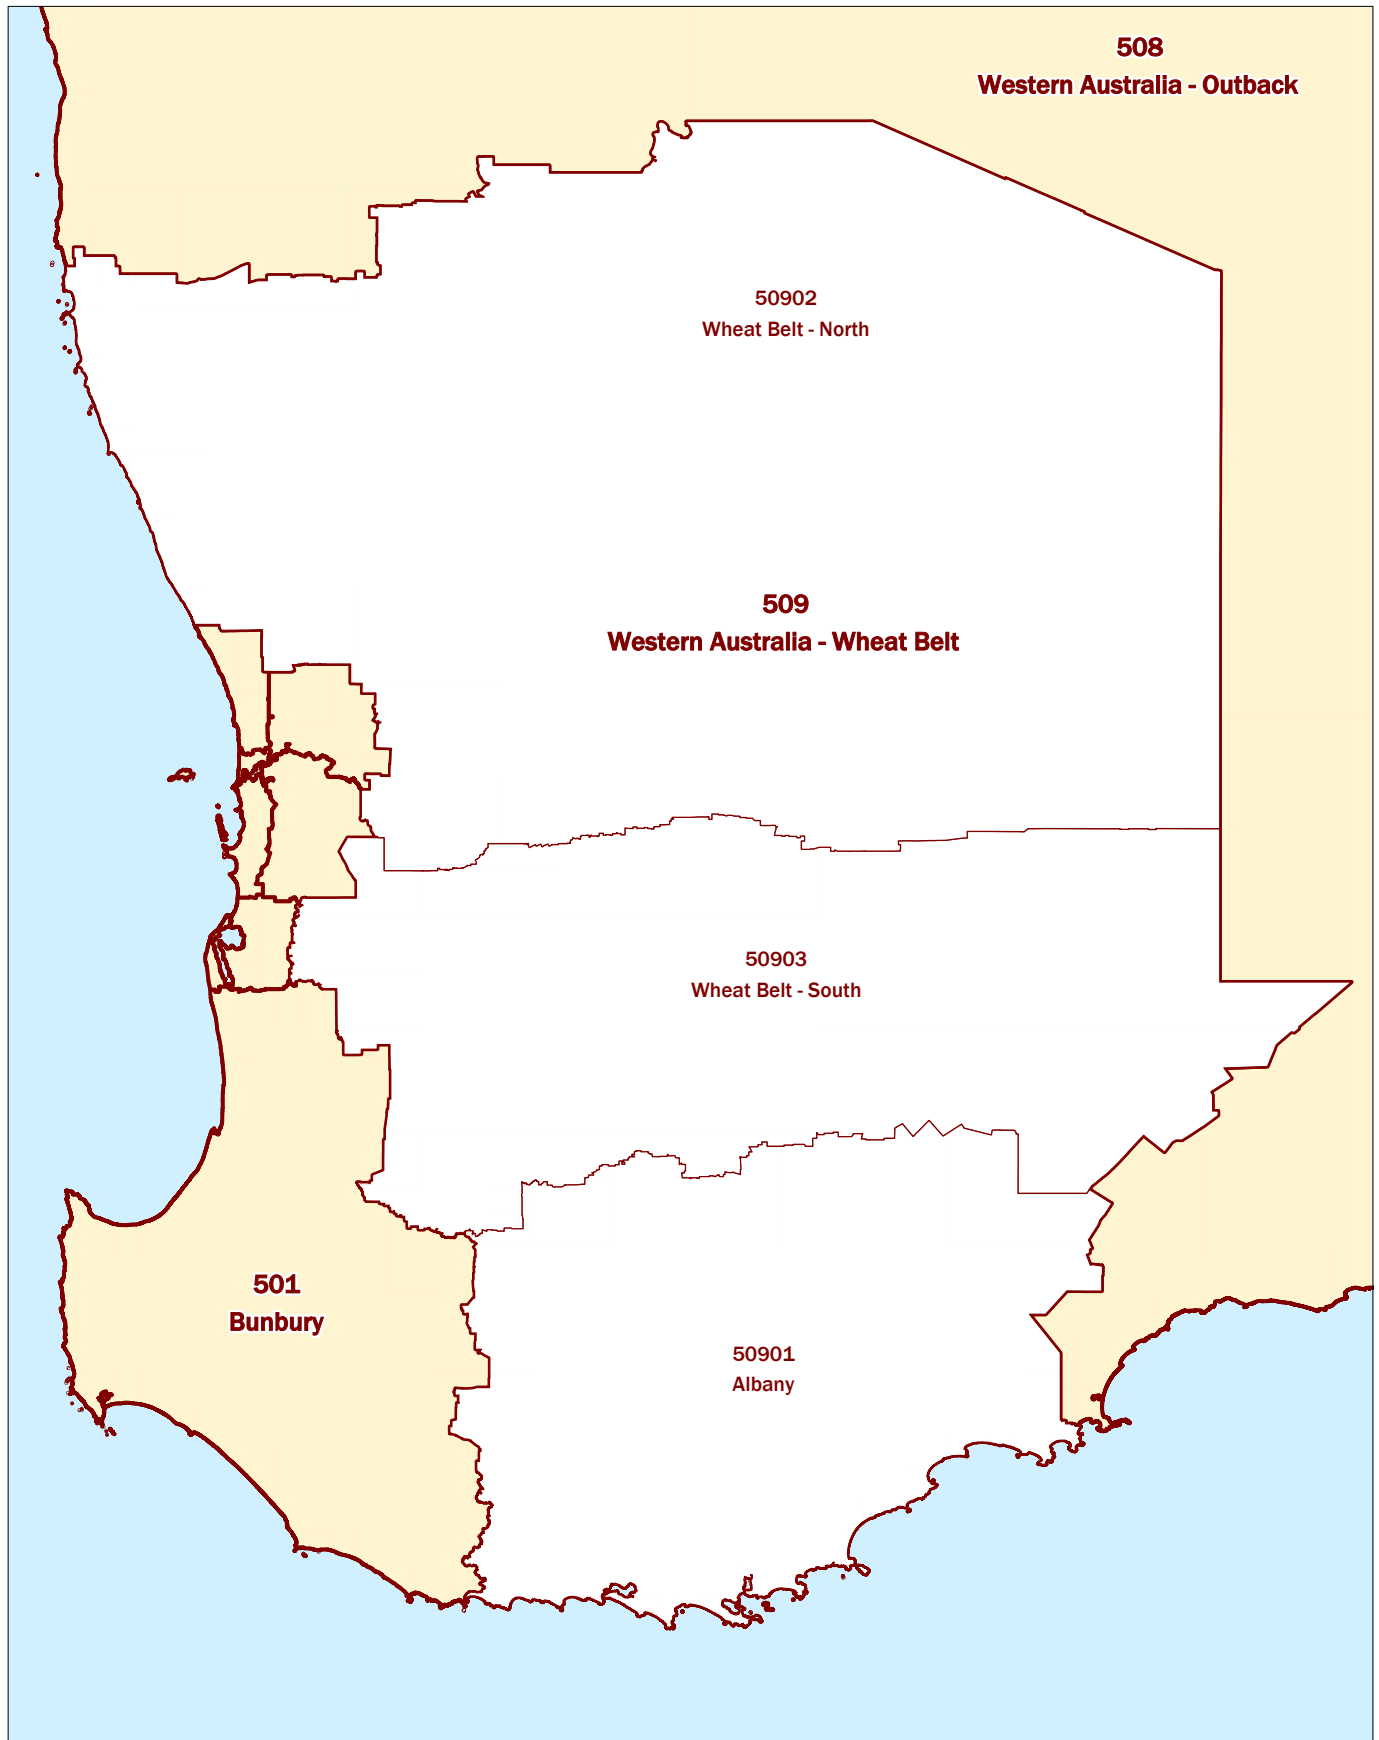 508
Western Australia - Outback
50902
Wheat Belt - North
509
Western Australia - Wheat Belt
50903
Wheat Belt - South
501
Bunbury
50901
Albany